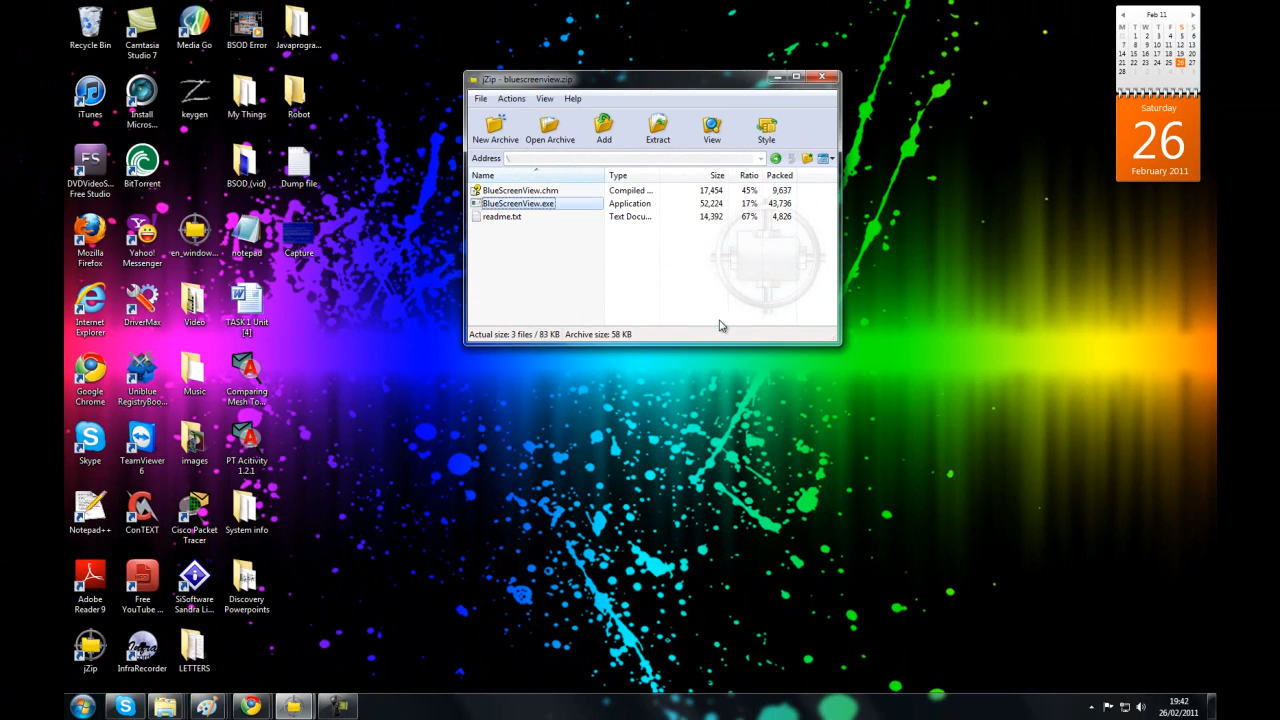 Recycle Bin
Camtasia Studio 7
Media Go
BSOD Error
Javaprogra...
iTunes
Install Micros...
keygen
My Things
Robot
DVDVideoS... Free Studio
BitTorrent
BSOD,(vid)
Dump file
Mozilla Firefox
Yahoo! Messenger
en_window...
notepad
Capture
Internet Explorer
DriverMax
Video
TASK 1 Unit [4]
Google Chrome
Uniblue RegistryBoo...
Music
Comparing Mesh To...
Skype
TeamViewer 6
images
PT Acitivity 1.2.1
Notepad++
ConTEXT
Cisco Packet Tracer
System info
Adobe Reader 9
Free YouTube ...
SiSoftware Sandra Li...
Discovery Powerpoints
jZip
InfraRecorder
LETTERS
jZip - bluescreenview.zip
File Actions View Help
New Archive Open Archive Add Extract View Style
Address \
Name Type Size Ratio Packed
BlueScreenView.chm Compiled ... 17,454 45% 9,637
BlueScreenView.exe Application 52,224 17% 43,736
readme.txt Text Docu... 14,392 67% 4,826
Actual size: 3 files / 83 KB Archive size: 58 KB
Feb 11
M T W T F S S
1 2 3 4 5 6
7 8 9 10 11 12 13
14 15 16 17 18 19 20
21 22 23 24 25 26 27
28
Saturday
26
February 2011
19:42
26/02/2011